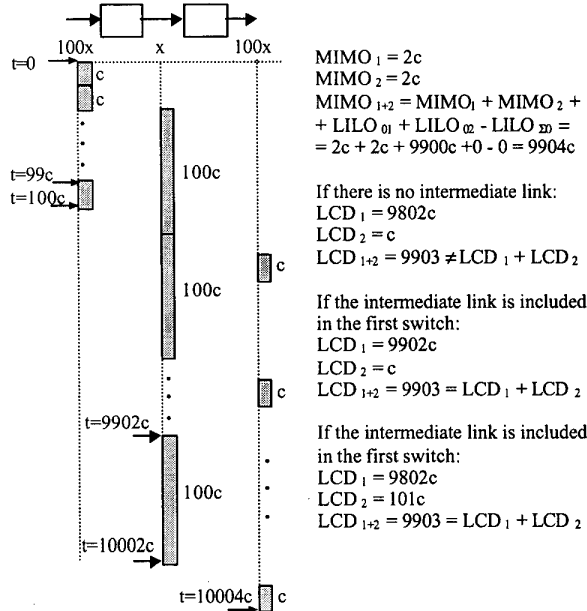 100x
x
100x
t=0
c
c
t=99c
t=100c
100c
100c
c
c
t=9902c
100c
t=10002c
t=10004c
c
MIMO 1 = 2c
MIMO 2 = 2c
MIMO 1+2 = MIMO1 + MIMO 2 +
+ LILO 01 + LILO 02 - LILO 20 =
= 2c + 2c + 9900c +0 - 0 = 9904c
If there is no intermediate link:
LCD 1 = 9802c
LCD 2 = c
LCD 1+2 = 9903 ≠ LCD 1 + LCD 2
If the intermediate link is included
in the first switch:
LCD 1 = 9902c
LCD 2 = c
LCD 1+2 = 9903 = LCD 1 + LCD 2
If the intermediate link is included
in the first switch:
LCD 1 = 9802c
LCD 2 = 101c
LCD 1+2 = 9903 = LCD 1 + LCD 2